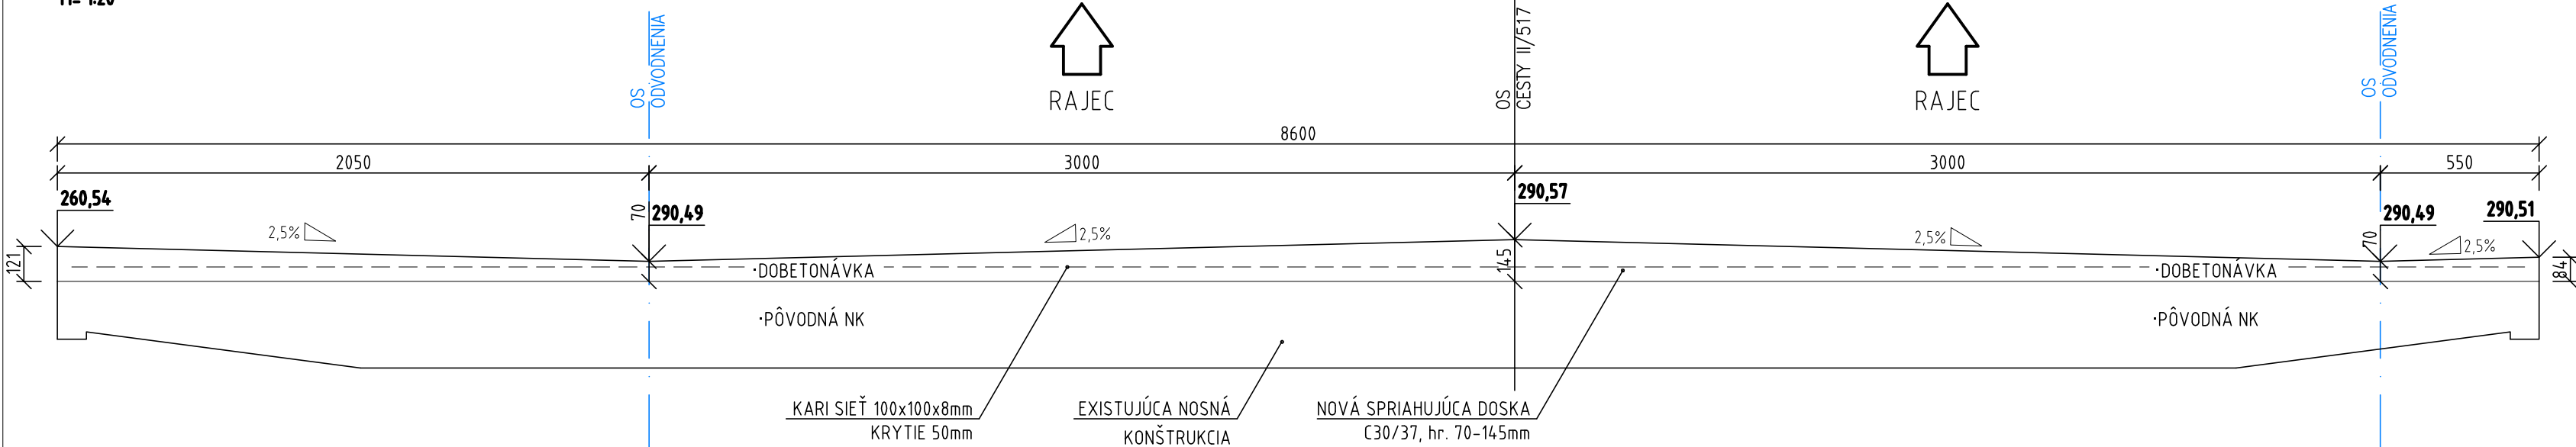 M= 1:20
OS
ODVODNENIA
RAJEC
OS
CESTY II/517
RAJEC
OS
ODVODNENIA
8600
2050
3000
3000
550
260,54
70
290,49
290,57
70
290,49
290,51
2,5%
2,5%
2,5%
2,5%
121
145
84
DOBETONÁVKA
DOBETONÁVKA
PÔVODNÁ NK
PÔVODNÁ NK
KARI SIEŤ 100x100x8mm
KRYTIE 50mm
EXISTUJÚCA NOSNÁ
KONŠTRUKCIA
NOVÁ SPRIAHUJÚCA DOSKA
C30/37, hr. 70-145mm